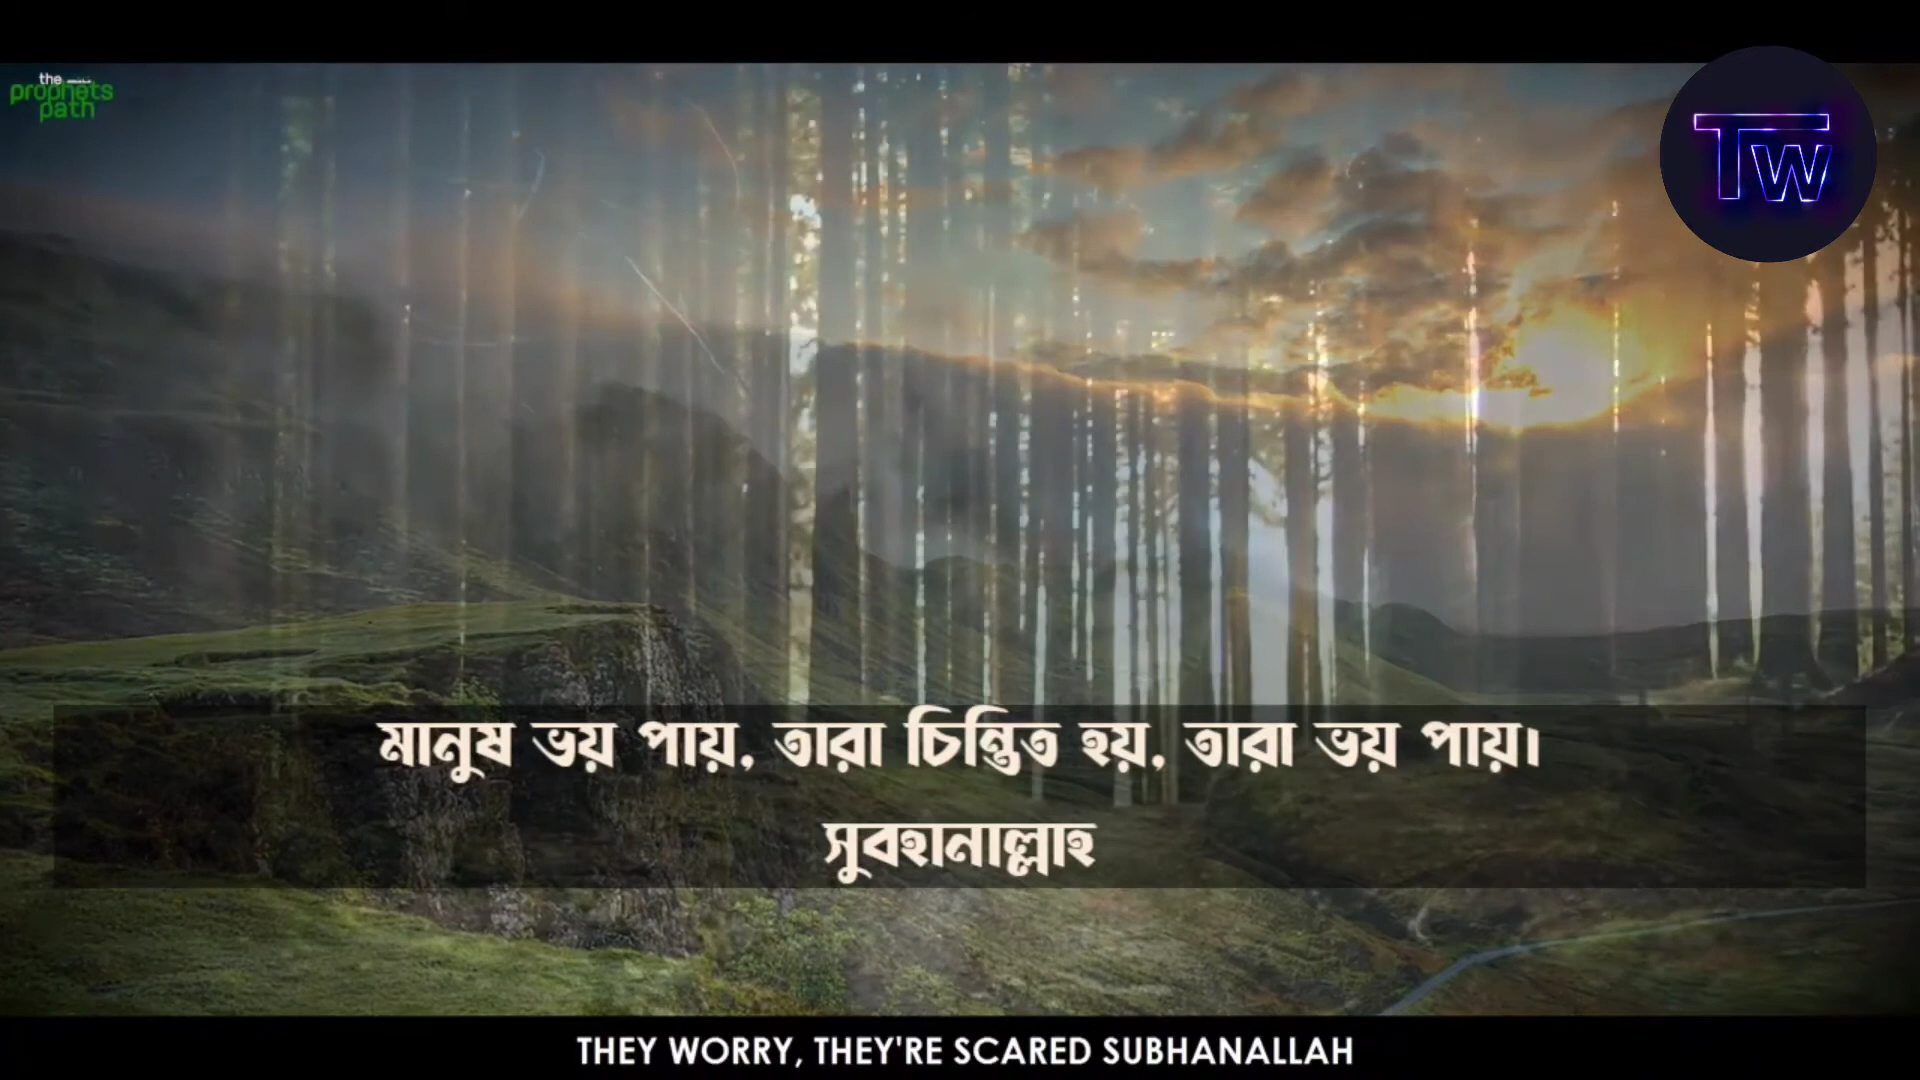 the
prophets
path
TW
মানুষ ভয় পায়, তারা চিন্তিত হয়, তারা ভয় পায়।
সুবহানাল্লাহ
THEY WORRY, THEY'RE SCARED SUBHANALLAH